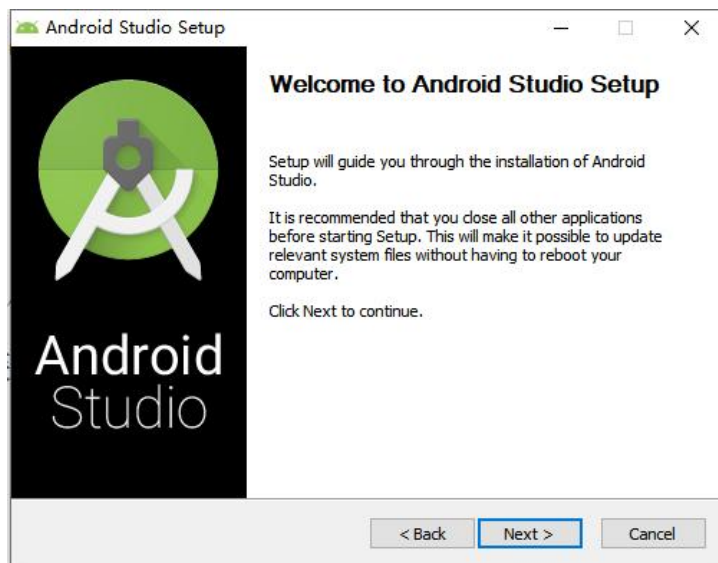 Android Studio Setup
Welcome to Android Studio Setup
Setup will guide you through the installation of Android
Studio.
It is recommended that you close all other applications
before starting Setup. This will make it possible to update
relevant system files without having to reboot your
computer.
Click Next to continue.
Android
Studio
< Back
Next >
Cancel